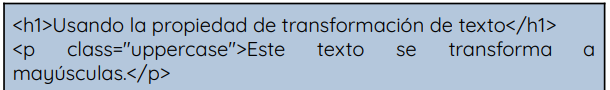 <h1>Usando la propiedad de transformación de texto</h1>
<p class="uppercase">Este texto se transforma a
mayúsculas.</p>